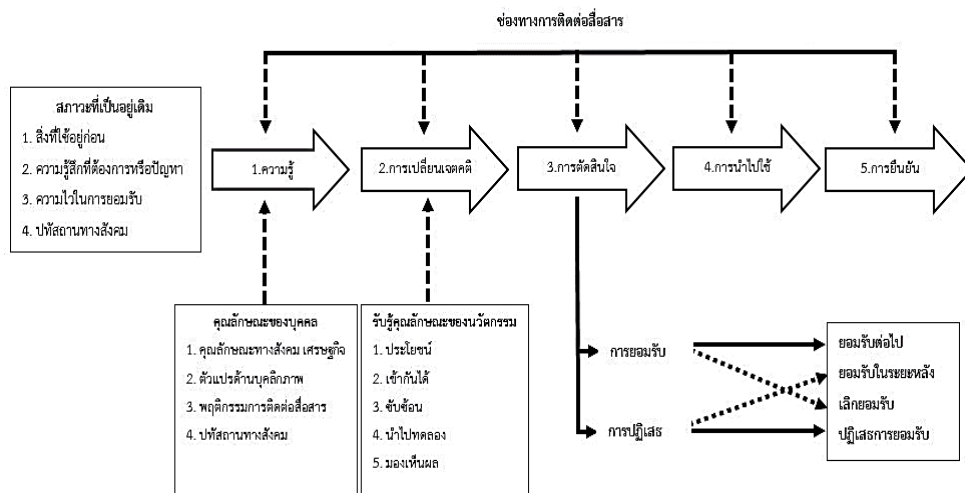 ช่องทางการติดต่อสื่อสาร
สภาวะที่เป็นอยู่เดิม
1. สิ่งที่ใช้อยู่ก่อน
2. ความรู้สึกที่ต้องการหรือปัญหา
3. ความไวในการยอมรับ
4. ปทัสถานทางสังคม
1.ความรู้
2.การเปลี่ยนเจตคติ
3.การตัดสินใจ
4.การนำไปใช้
5.การยืนยัน
คุณลักษณะของบุคคล
1. คุณลักษณะทางสังคม เศรษฐกิจ
2. ตัวแปรด้านบุคลิกภาพ
3. พฤติกรรมการติดต่อสื่อสาร
4. ปทัสถานทางสังคม
รับรู้คุณลักษณะของนวัตกรรม
1. ประโยชน์
2. เข้ากันได้
3. ซับซ้อน
4. นำไปทดลอง
5. มองเห็นผล
การยอมรับ
การปฏิเสธ
ยอมรับต่อไป
ยอมรับในระยะหลัง
เลิกยอมรับ
ปฏิเสธการยอมรับ